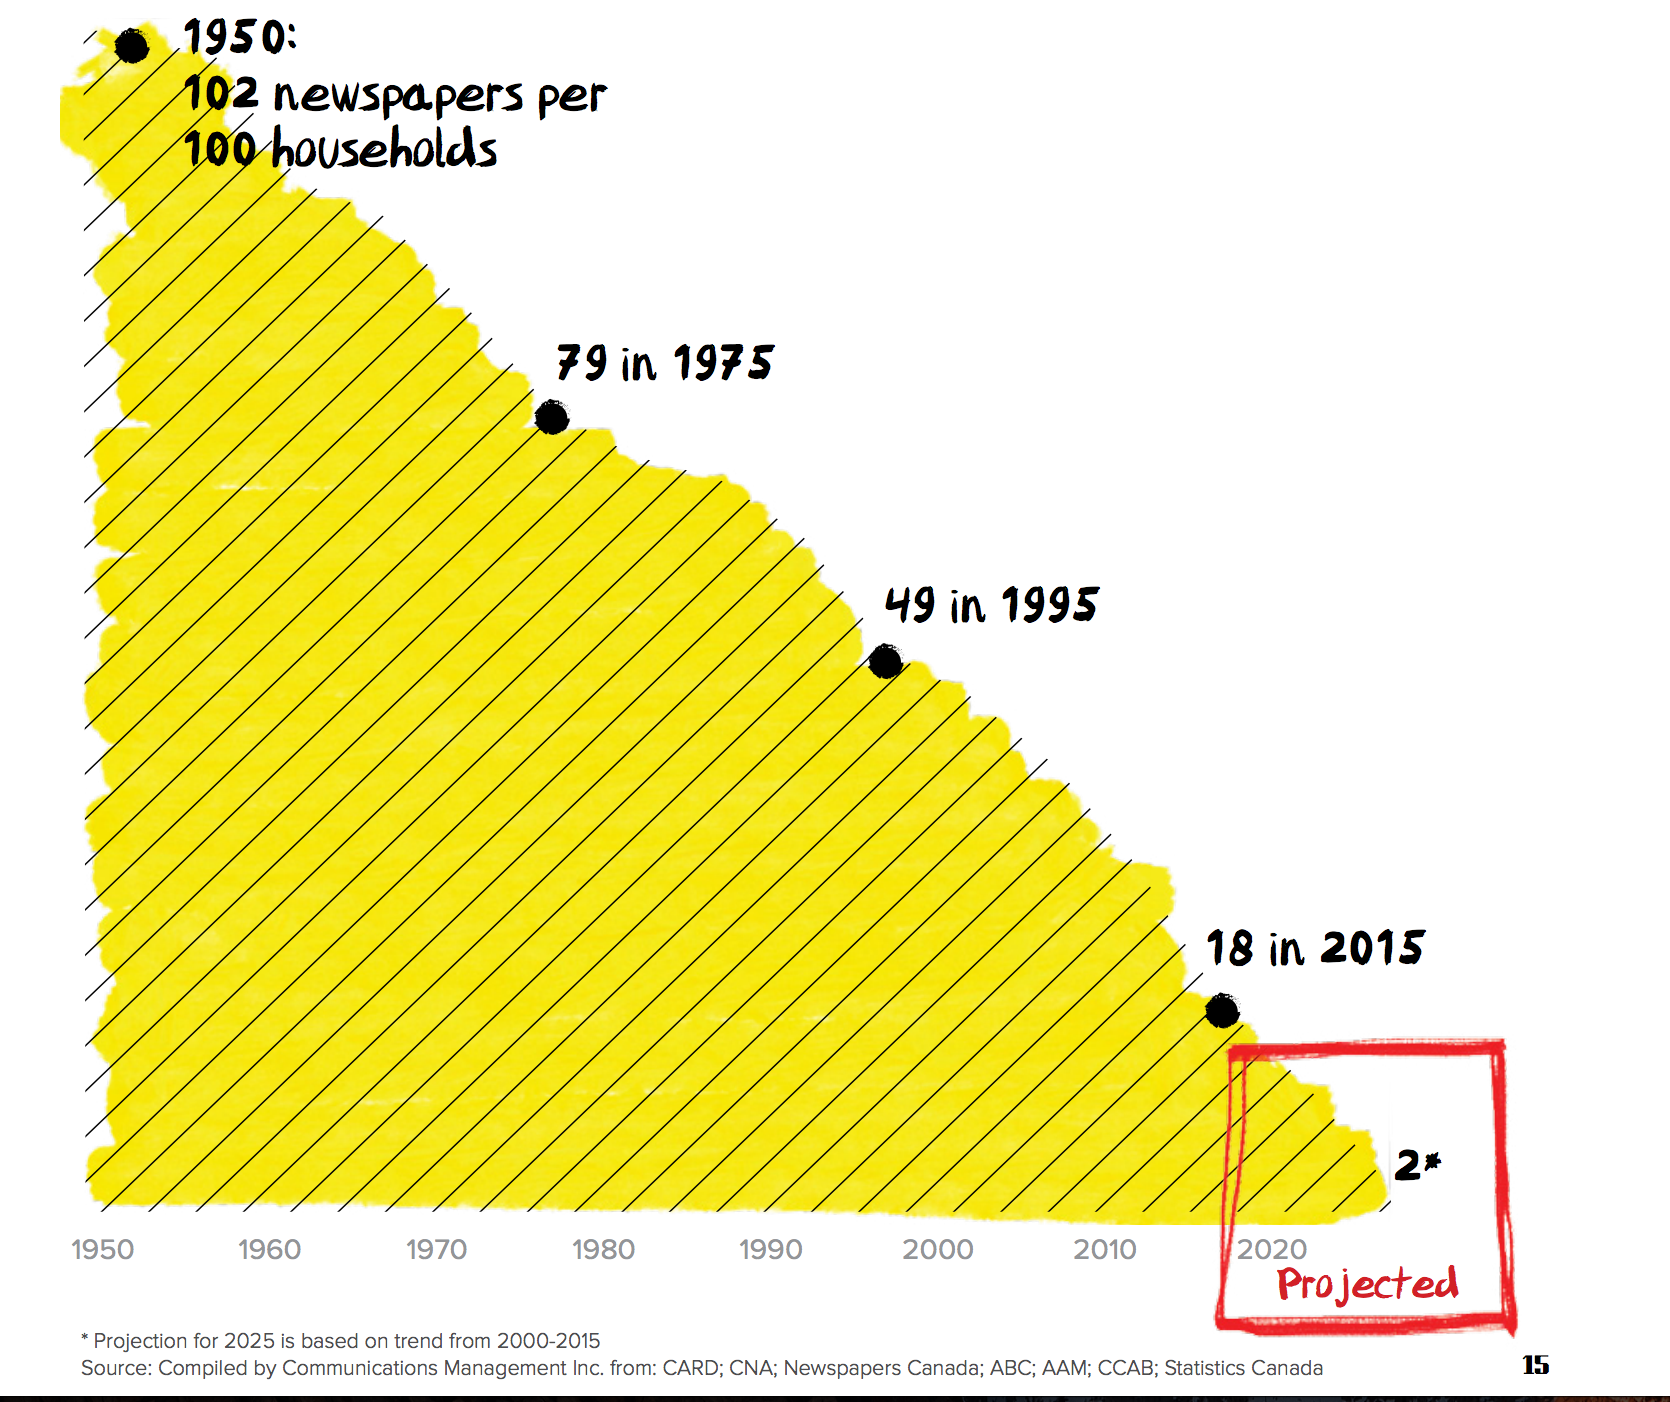 1950:
102 newspapers per
100 households
79 in 1975
49 in 1995
18 in 2015
2*
1950 1960 1970 1980 1990 2000 2010 2020
Projected
* Projection for 2025 is based on trend from 2000-2015
Source: Compiled by Communications Management Inc. from: CARD; CNA; Newspapers Canada; ABC; AAM; CCAB; Statistics Canada
15